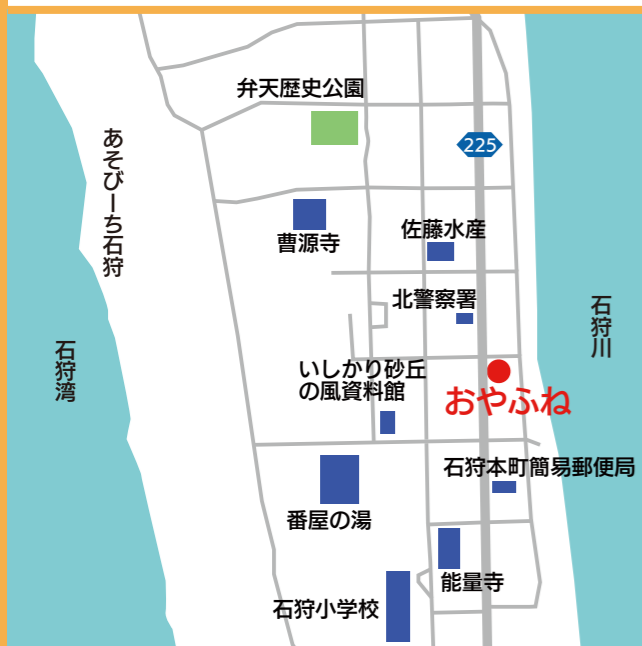 弁天歴史公園
225
あそびーち石狩
曹源寺
佐藤水産
北警察署
石狩川
石狩湾
いしかり砂丘
の風資料館
おやふね
石狩本町簡易郵便局
番屋の湯
能量寺
石狩小学校